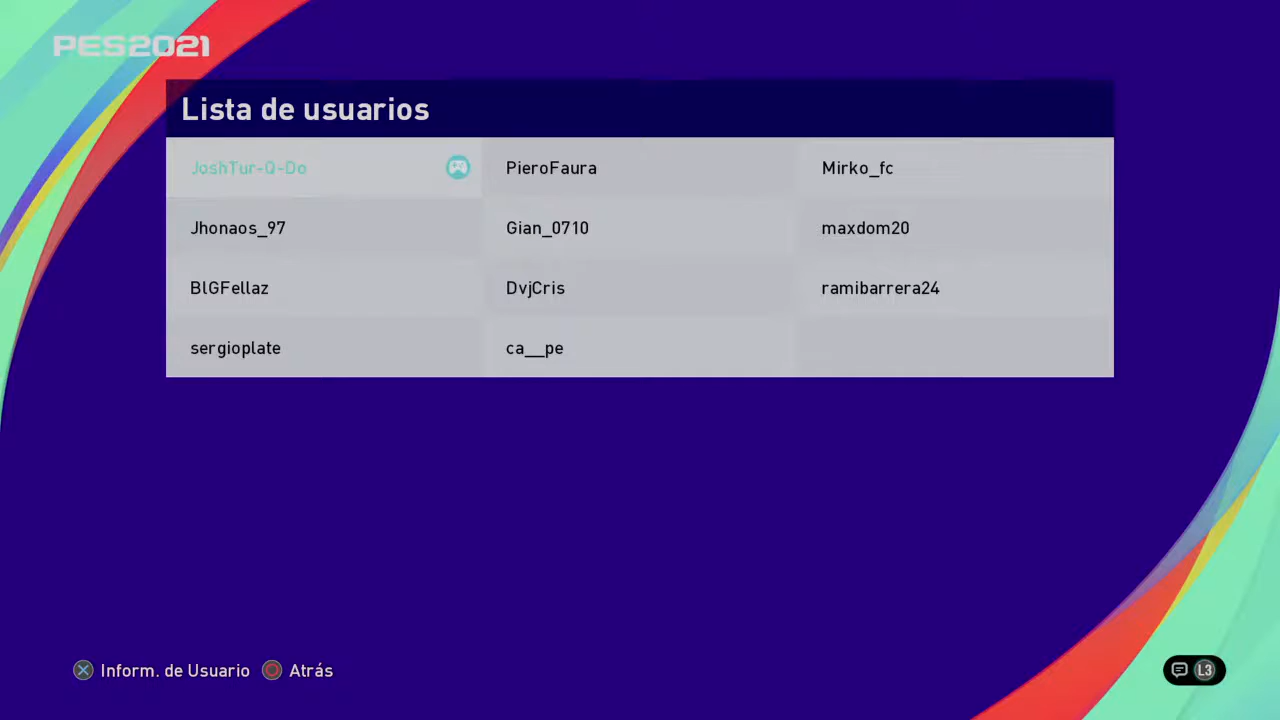 PES2021
Lista de usuarios
JoshTur-Q-Do PieroFaura Mirko_fc
Jhonaos_97 Gian_0710 maxdom20
BlGFellaz DvjCris ramibarrera24
sergioplate ca__pe
Inform. de Usuario Atrás L3